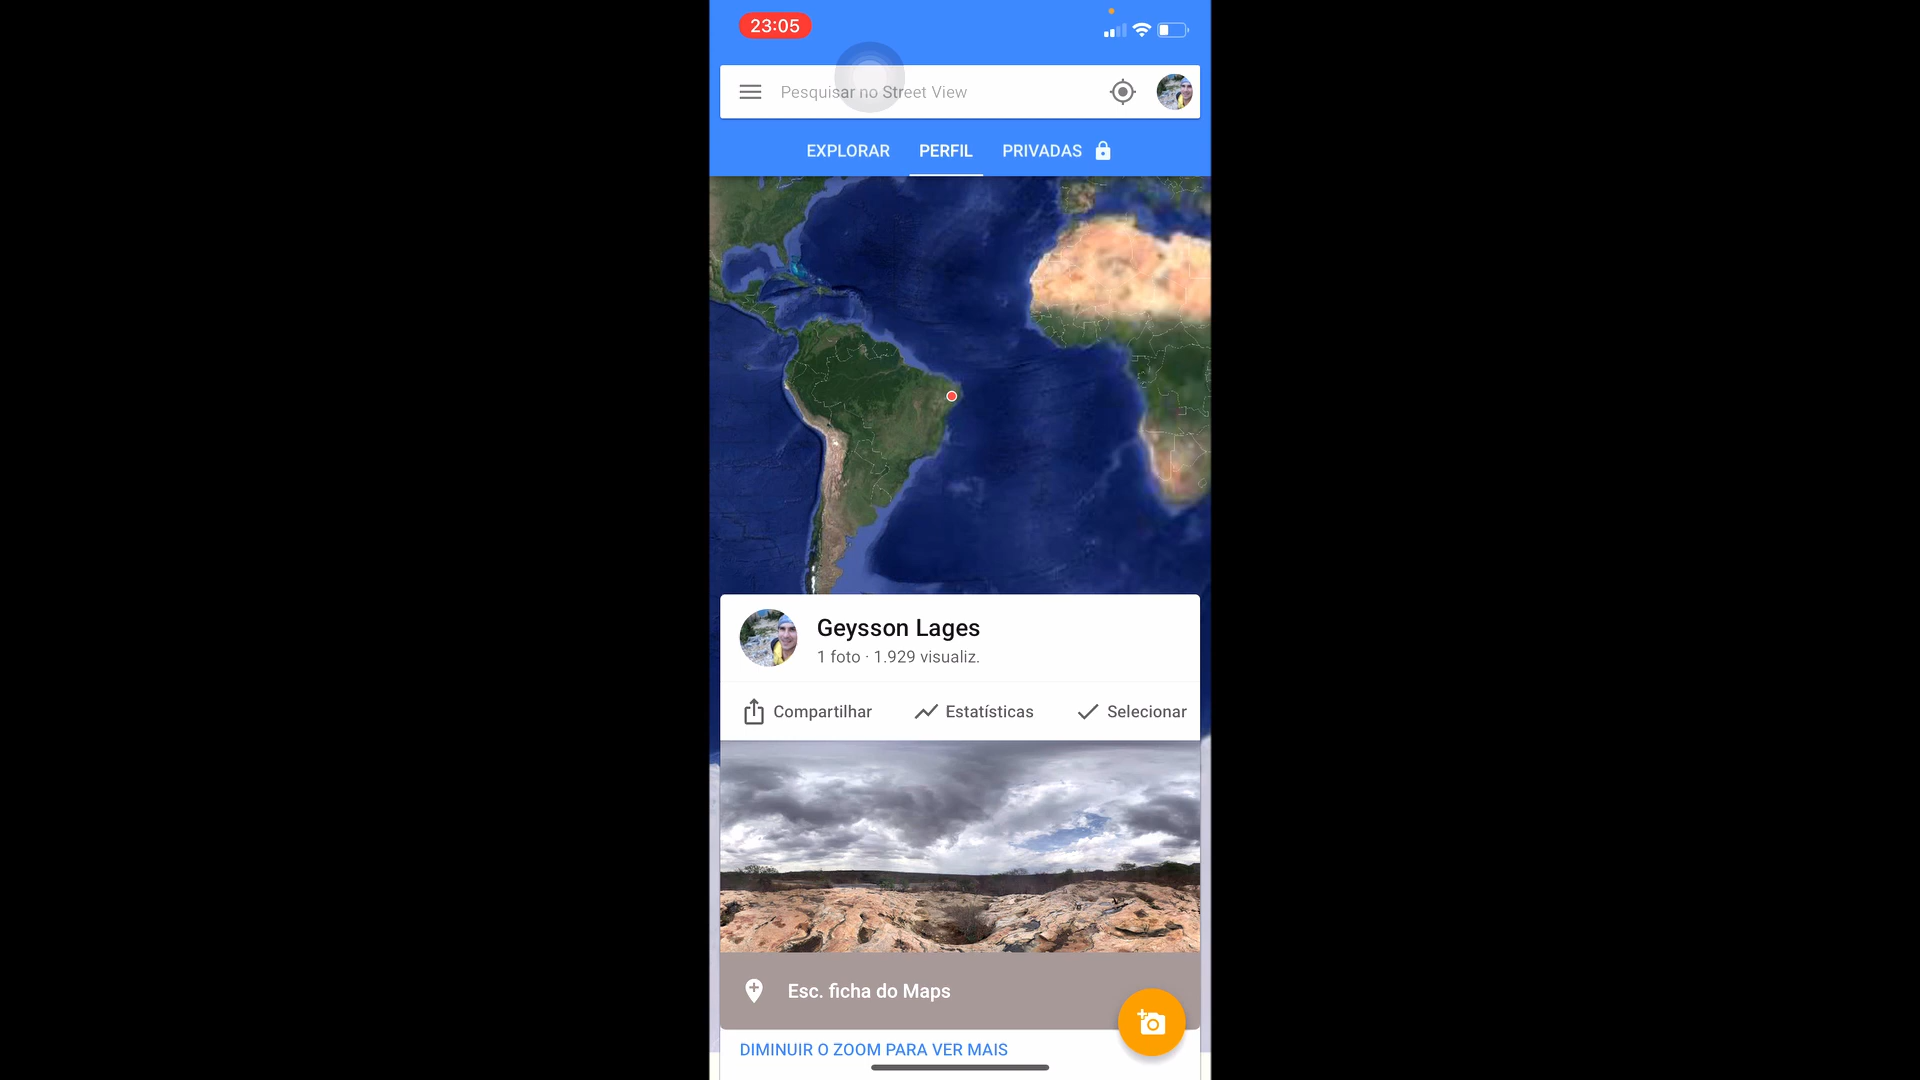 23:05
Pesquisar no Street View
EXPLORAR PERFIL PRIVADAS
Geysson Lages
1 foto · 1.929 visualiz.
Compartilhar Estatísticas Selecionar
Esc. ficha do Maps
DIMINUIR O ZOOM PARA VER MAIS